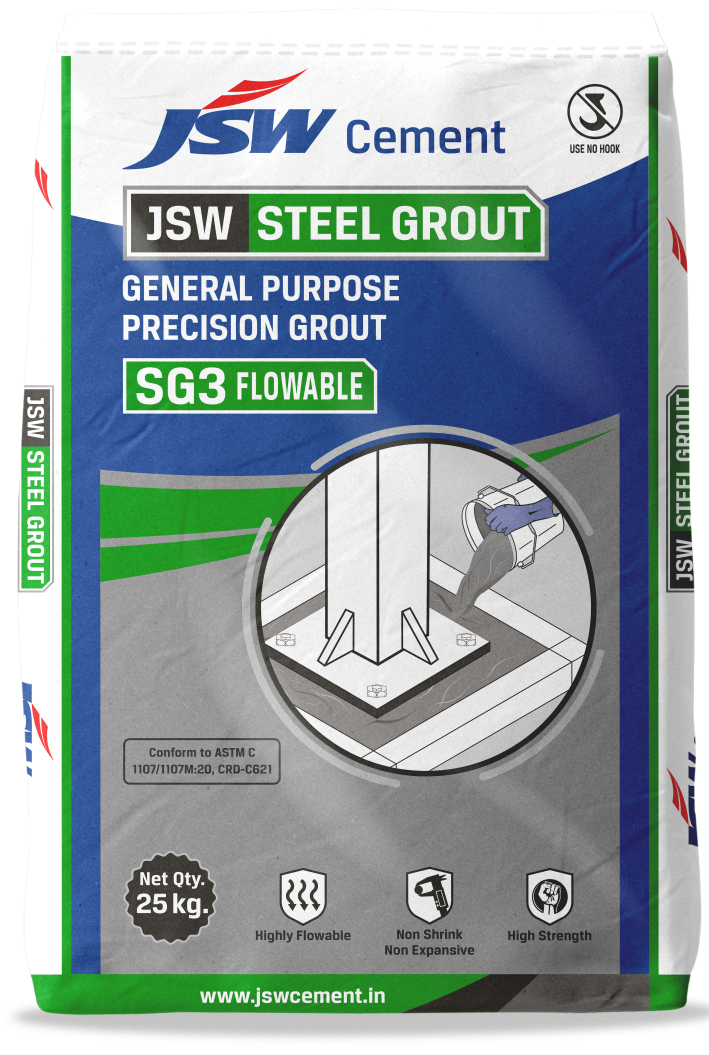 JSW Cement
USE NO HOOK
JSW STEEL GROUT
GENERAL PURPOSE
PRECISION GROUT
SG3 FLOWABLE
JSW STEEL GROUT
JSW STEEL GROUT
Conform to ASTM C
1107/1107M:20, CRD-C621
Net Qty.
25 kg.
Highly Flowable
Non Shrink
Non Expansive
High Strength
JSW
JSW
www.jswcement.in